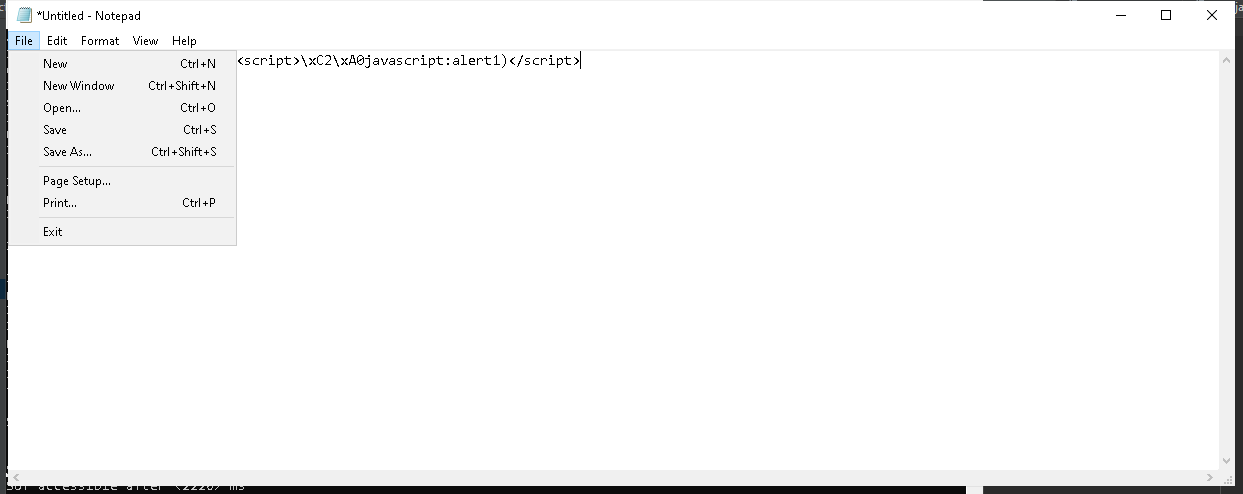 *Untitled - Notepad
File Edit Format View Help
<script>\xC2\xA0javascript:alert1)</script>
New Ctrl+N
New Window Ctrl+Shift+N
Open... Ctrl+O
Save Ctrl+S
Save As... Ctrl+Shift+S
Page Setup...
Print... Ctrl+P
Exit
accessible after <2220> ms